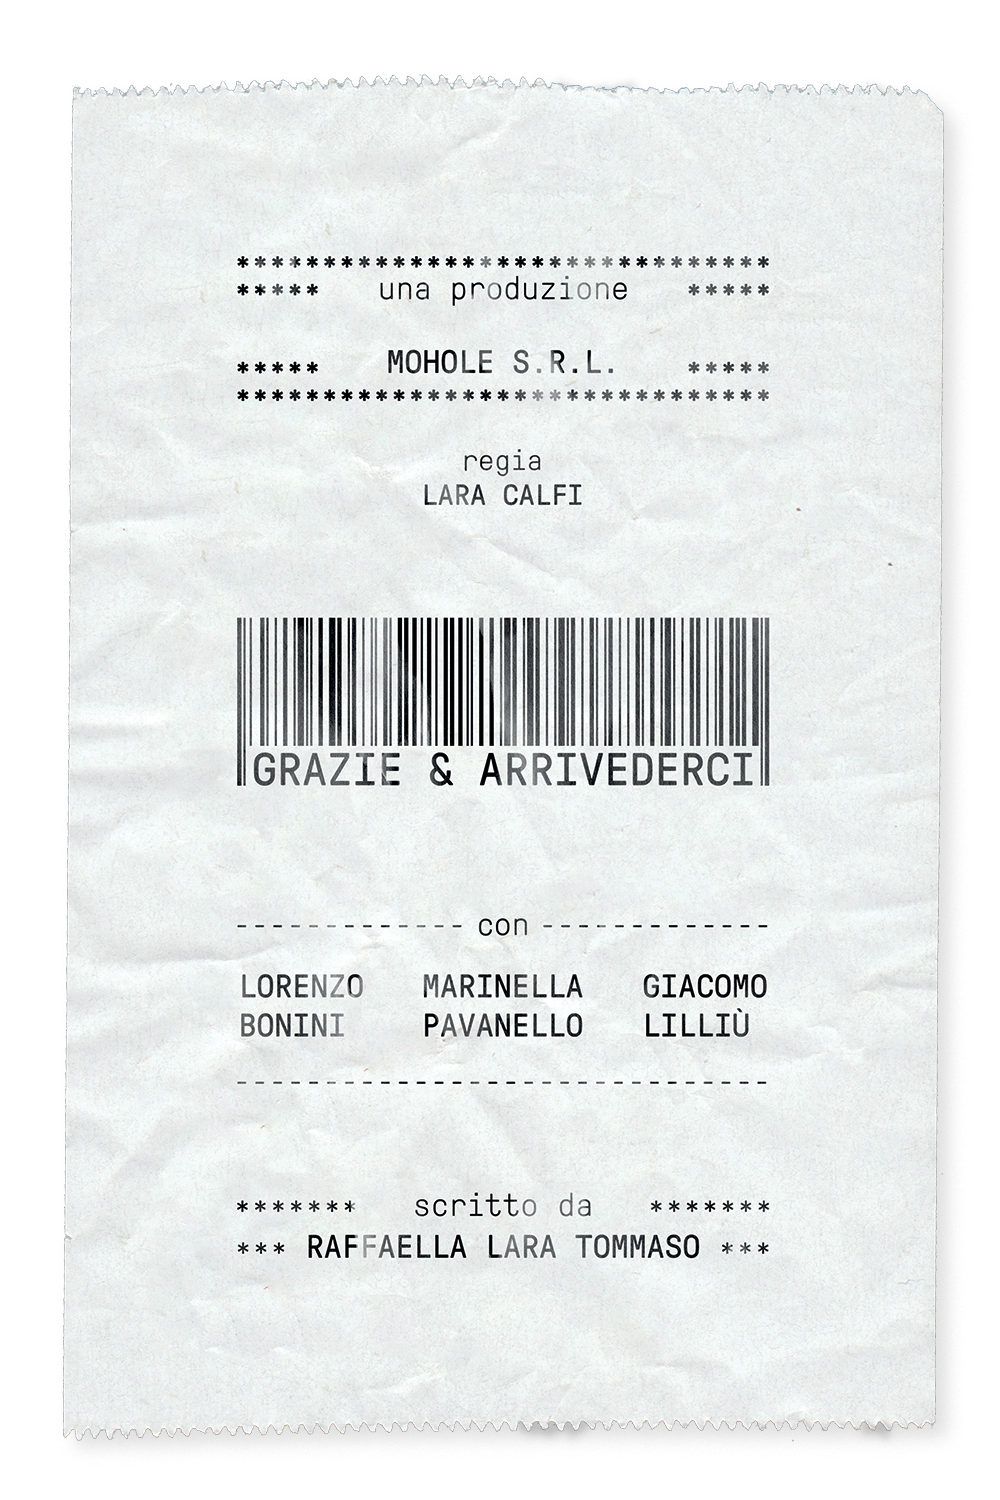 ********************************
***** una produzione *****
***** MOHOLE S.R.L. *****
********************************
regia
LARA CALFI
GRAZIE & ARRIVEDERCI
------------- con -------------
LORENZO MARINELLA GIACOMO
BONINI PAVANELLO LILLIÙ
-------------------------------
******* scritto da *******
*** RAFFAELLA LARA TOMMASO ***